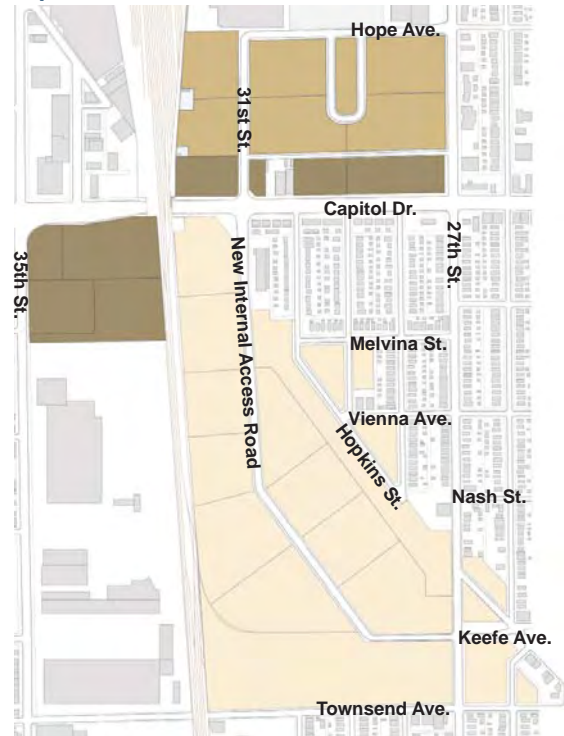 Hope Ave.
31st St.
Capitol Dr.
27th St.
35th St.
New Internal Access Road
Melvina St.
Vienna Ave.
Hopkins St.
Nash St.
Keefe Ave.
Townsend Ave.